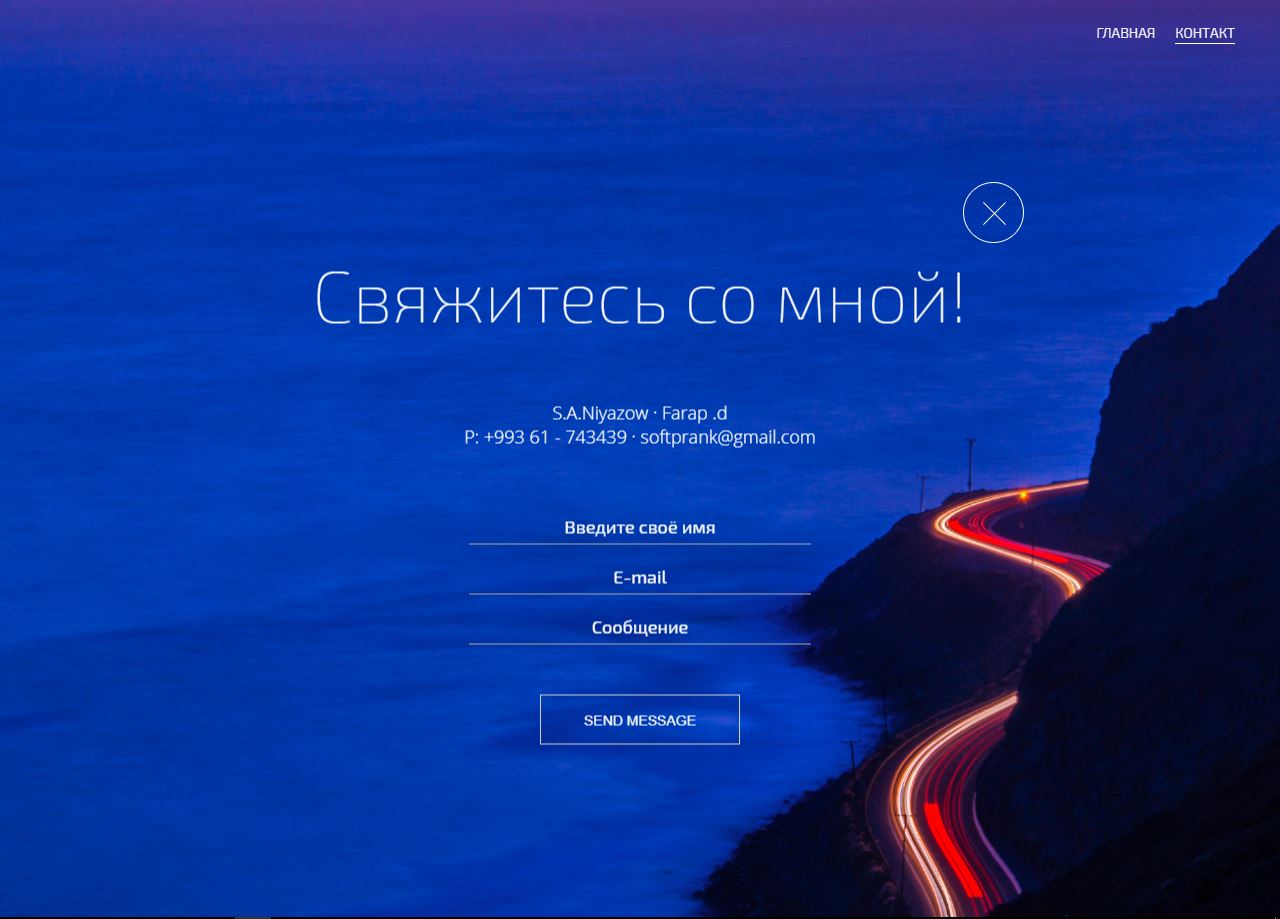 ГЛАВНАЯ КОНТАКТ
Свяжитесь со мной!
S.A.Niyazow · Farap .d
P: +993 61 - 743439 · softprank@gmail.com
Введите своё имя
E-mail
Сообщение
SEND MESSAGE